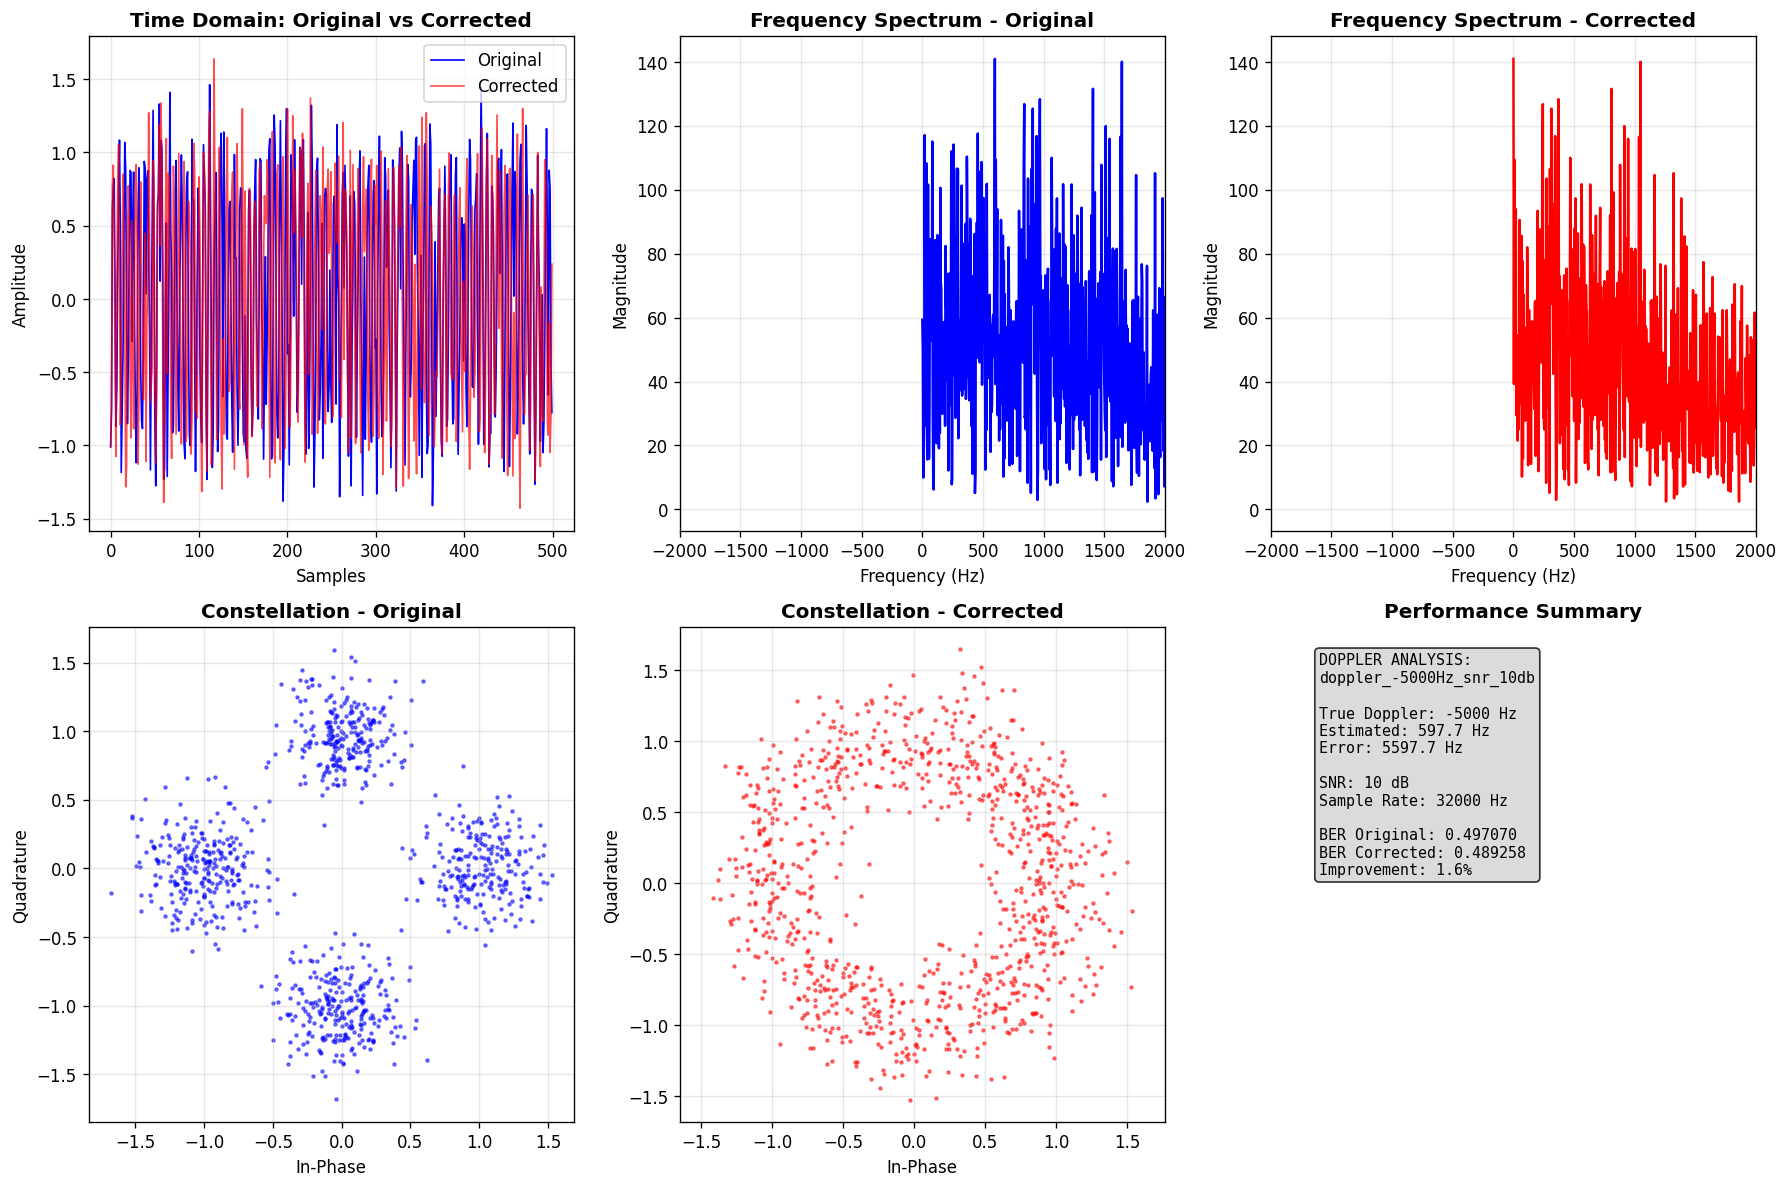 Time Domain: Original vs Corrected
Original
Corrected
1.5
1.0
0.5
0.0
−0.5
−1.0
−1.5
Amplitude
0 100 200 300 400 500
Samples
Frequency Spectrum - Original
140
120
100
80
60
40
20
0
Magnitude
−2000 −1500 −1000 −500 0 500 1000 1500 2000
Frequency (Hz)
Frequency Spectrum - Corrected
140
120
100
80
60
40
20
0
Magnitude
−2000 −1500 −1000 −500 0 500 1000 1500 2000
Frequency (Hz)
Constellation - Original
1.5
1.0
0.5
0.0
−0.5
−1.0
−1.5
Quadrature
−1.5 −1.0 −0.5 0.0 0.5 1.0 1.5
In-Phase
Constellation - Corrected
1.5
1.0
0.5
0.0
−0.5
−1.0
−1.5
Quadrature
−1.5 −1.0 −0.5 0.0 0.5 1.0 1.5
In-Phase
Performance Summary
DOPPLER ANALYSIS:
doppler_-5000Hz_snr_10db
True Doppler: -5000 Hz
Estimated: 597.7 Hz
Error: 5597.7 Hz
SNR: 10 dB
Sample Rate: 32000 Hz
BER Original: 0.497070
BER Corrected: 0.489258
Improvement: 1.6%